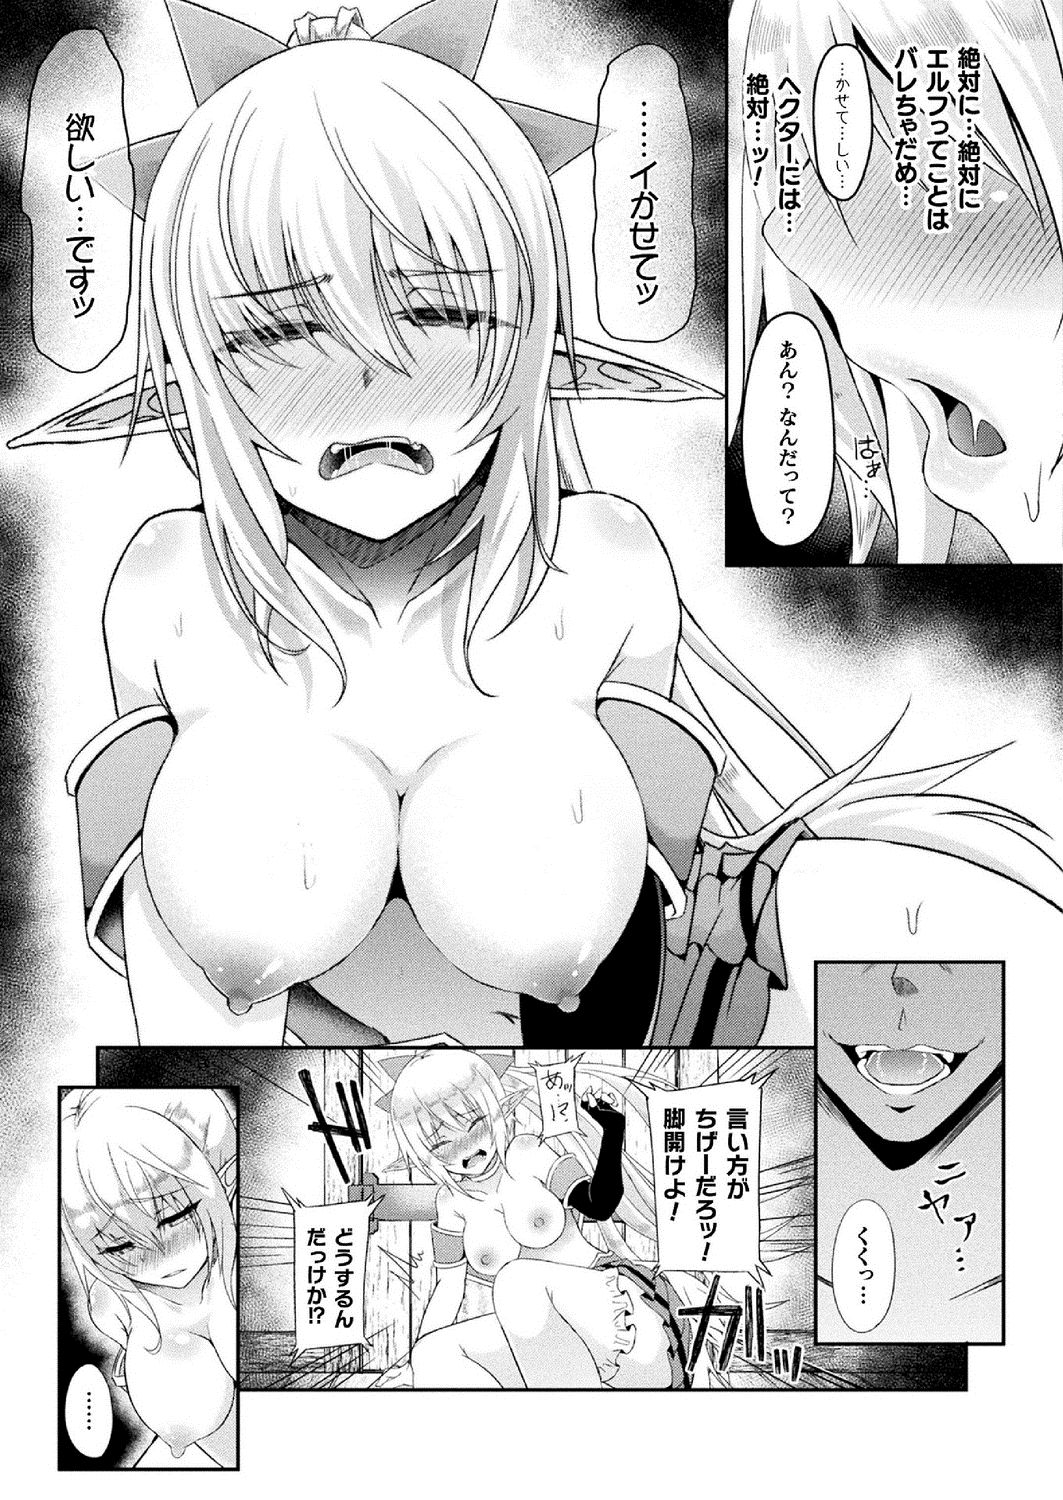 絶対に…絶対に
エルフってことは
バレちゃだめ…
…かせて…しい…
ヘクターには…
絶対…ッ！
あん？なんだって？
はぁ…
……イかせてッ
欲しい…ですッ
ニヤァ…
くくっ…
言い方が
ちげーだろッ！
脚開けよ！
あッ…!?
ガッ
どうするん
だっけか!?
……